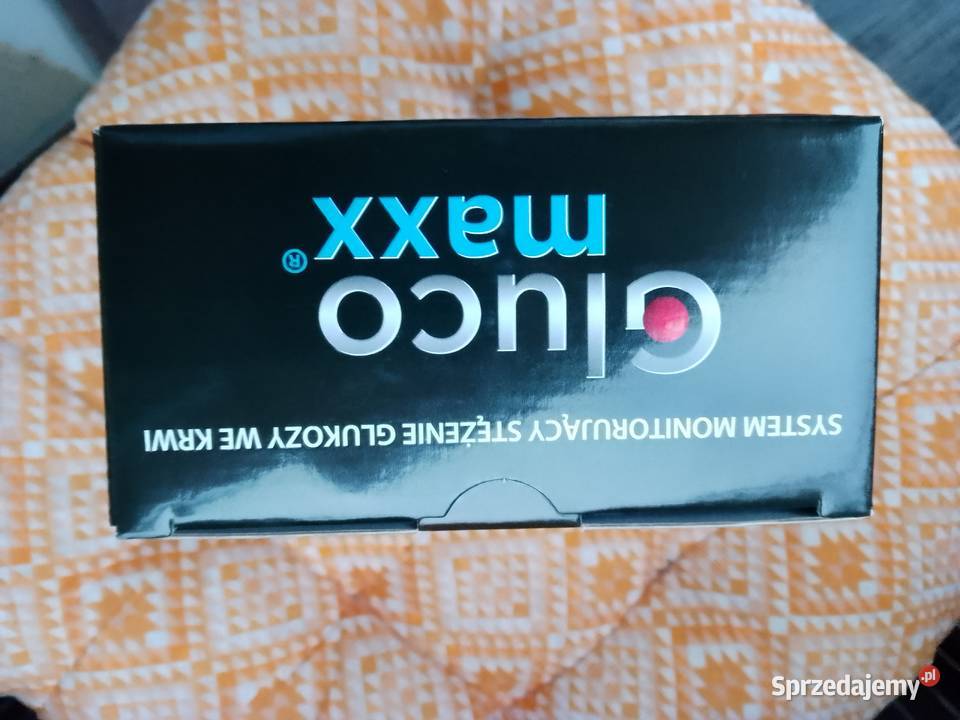 SYSTEM MONITORUJĄCY STĘŻENIE GLUKOZY WE KRWI
Gluco
maxx®
Sprzedajemy.pl